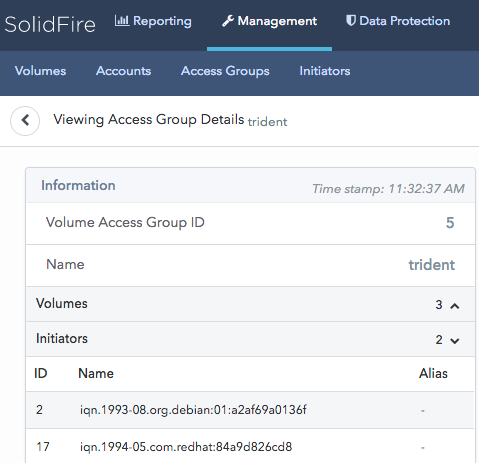 SolidFire Reporting Management Data Protection
Volumes Accounts Access Groups Initiators
Viewing Access Group Details trident
Information Time stamp: 11:32:37 AM
Volume Access Group ID 5
Name trident
Volumes 3
Initiators 2
ID Name Alias
2 iqn.1993-08.org.debian:01:a2af69a0136f -
17 iqn.1994-05.com.redhat:84a9d826cd8 -